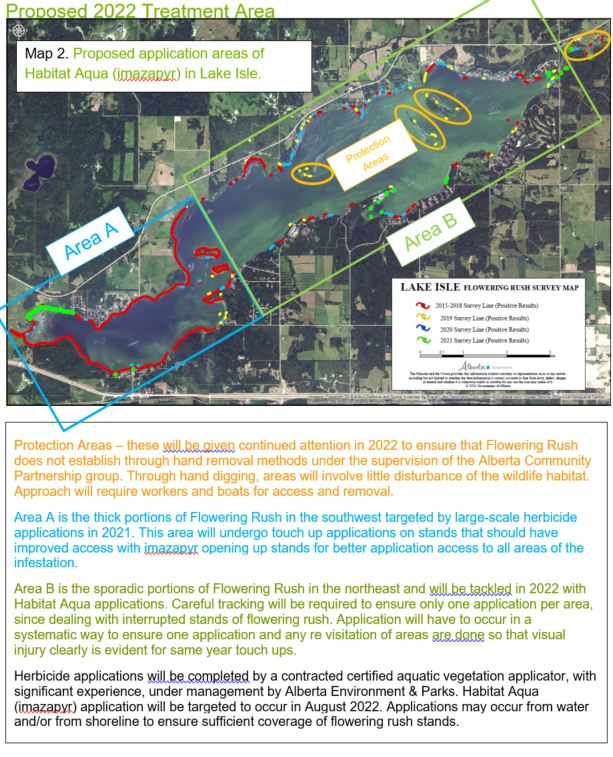 Proposed 2022 Treatment Area
Map 2. Proposed application areas of
Habitat Aqua (imazapyr) in Lake Isle.
Protection
Areas
Area A
Area B
LAKE ISLE FLOWERING RUSH SURVEY MAP
2015-2018 Survey Line (Positive Results)
2019 Survey Line (Positive Results)
2020 Survey Line (Positive Results)
2021 Survey Line (Positive Results)
Alberta Government
Protection Areas – these will be given continued attention in 2022 to ensure that Flowering Rush
does not establish through hand removal methods under the supervision of the Alberta Community
Partnership group. Through hand digging, areas will involve little disturbance of the wildlife habitat.
Approach will require workers and boats for access and removal.
Area A is the thick portions of Flowering Rush in the southwest targeted by large-scale herbicide
applications in 2021. This area will undergo touch up applications on stands that should have
improved access with imazapyr opening up stands for better application access to all areas of the
infestation.
Area B is the sporadic portions of Flowering Rush in the northeast and will be tackled in 2022 with
Habitat Aqua applications. Careful tracking will be required to ensure only one application per area,
since dealing with interrupted stands of flowering rush. Application will have to occur in a
systematic way to ensure one application and any re visitation of areas are done so that visual
injury clearly is evident for same year touch ups.
Herbicide applications will be completed by a contracted certified aquatic vegetation applicator, with
significant experience, under management by Alberta Environment & Parks. Habitat Aqua
(imazapyr) application will be targeted to occur in August 2022. Applications may occur from water
and/or from shoreline to ensure sufficient coverage of flowering rush stands.